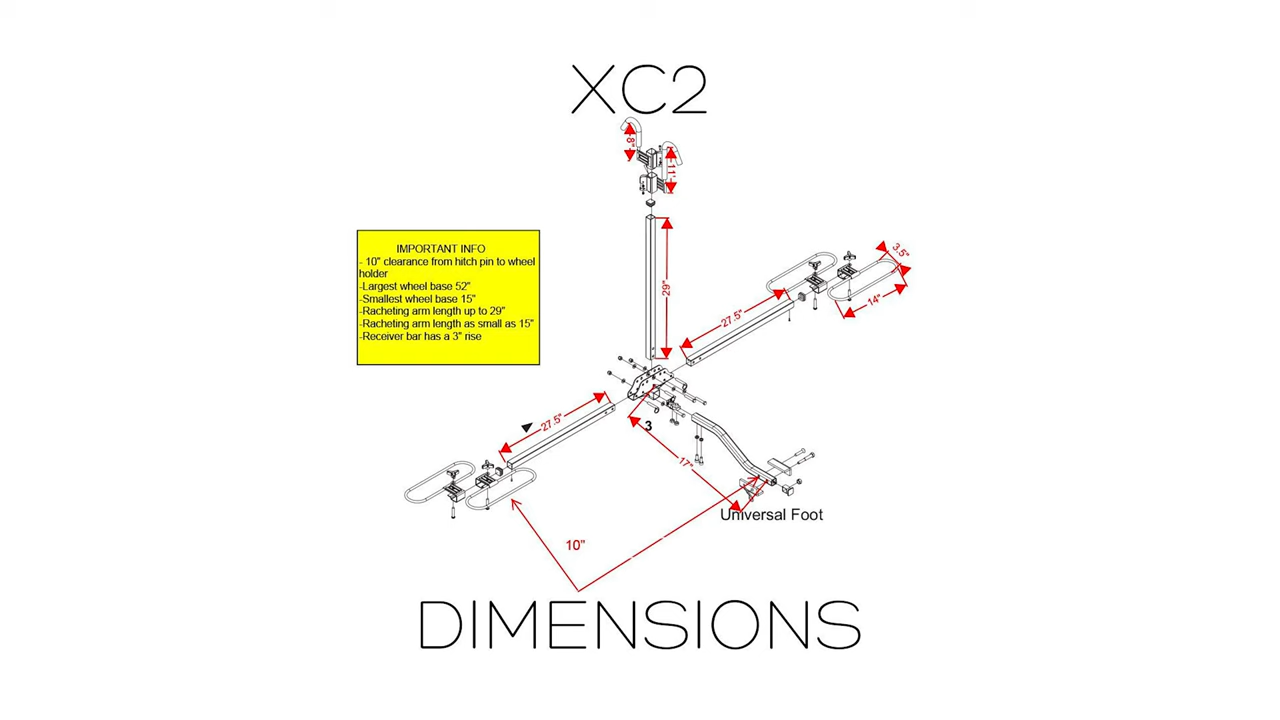 XC2
8"
11"
IMPORTANT INFO
- 10" clearance from hitch pin to wheel
holder
-Largest wheel base 52"
-Smallest wheel base 15"
-Racheting arm length up to 29"
-Racheting arm length as small as 15"
-Receiver bar has a 3" rise
29"
27.5"
3.5"
14"
27.5"
3
17"
Universal Foot
10"
DIMENSIONS